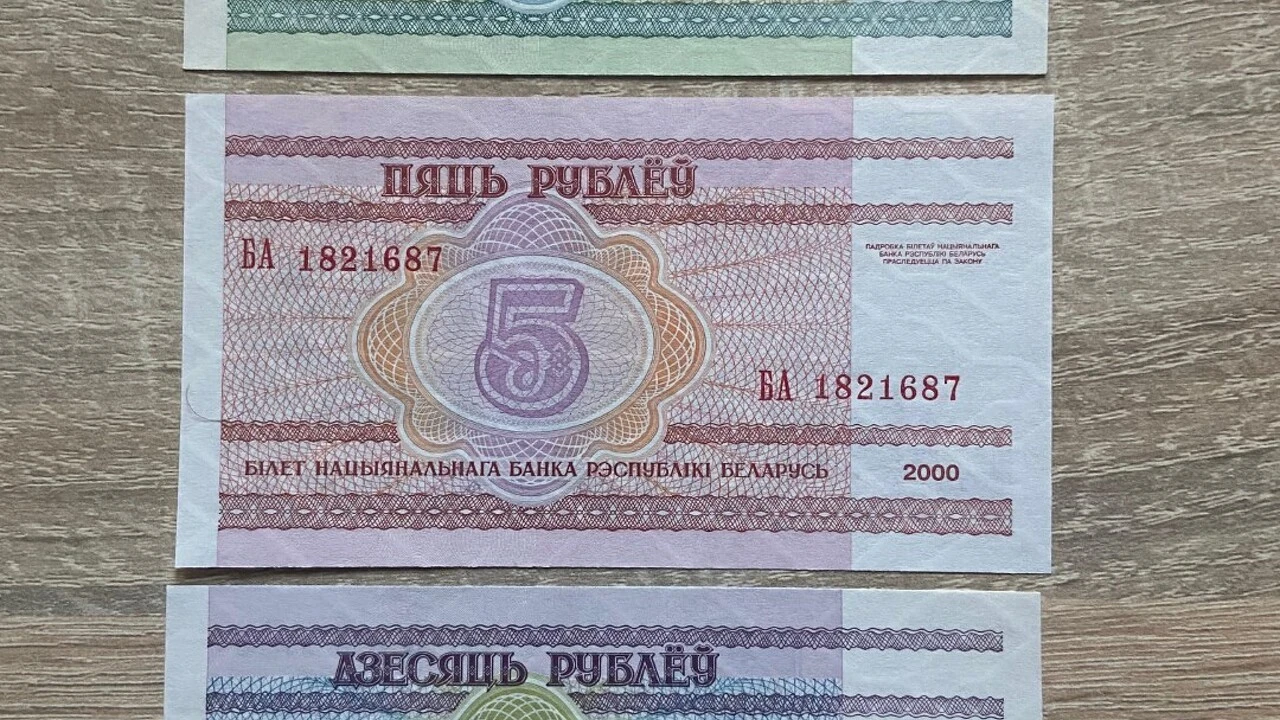 ПЯЦЬ РУБЛЁЎ
БА 1821687
ПАДРОБКА БІЛЕТАЎ НАЦЫЯНАЛЬНАГА
БАНКА РЭСПУБЛІКІ БЕЛАРУСЬ
ПРАСЛЕДУЕЦЦА ПА ЗАКОНУ
5
БА 1821687
БІЛЕТ НАЦЫЯНАЛЬНАГА БАНКА РЭСПУБЛІКІ БЕЛАРУСЬ 2000
ДЗЕСЯЦЬ РУБЛЁЎ